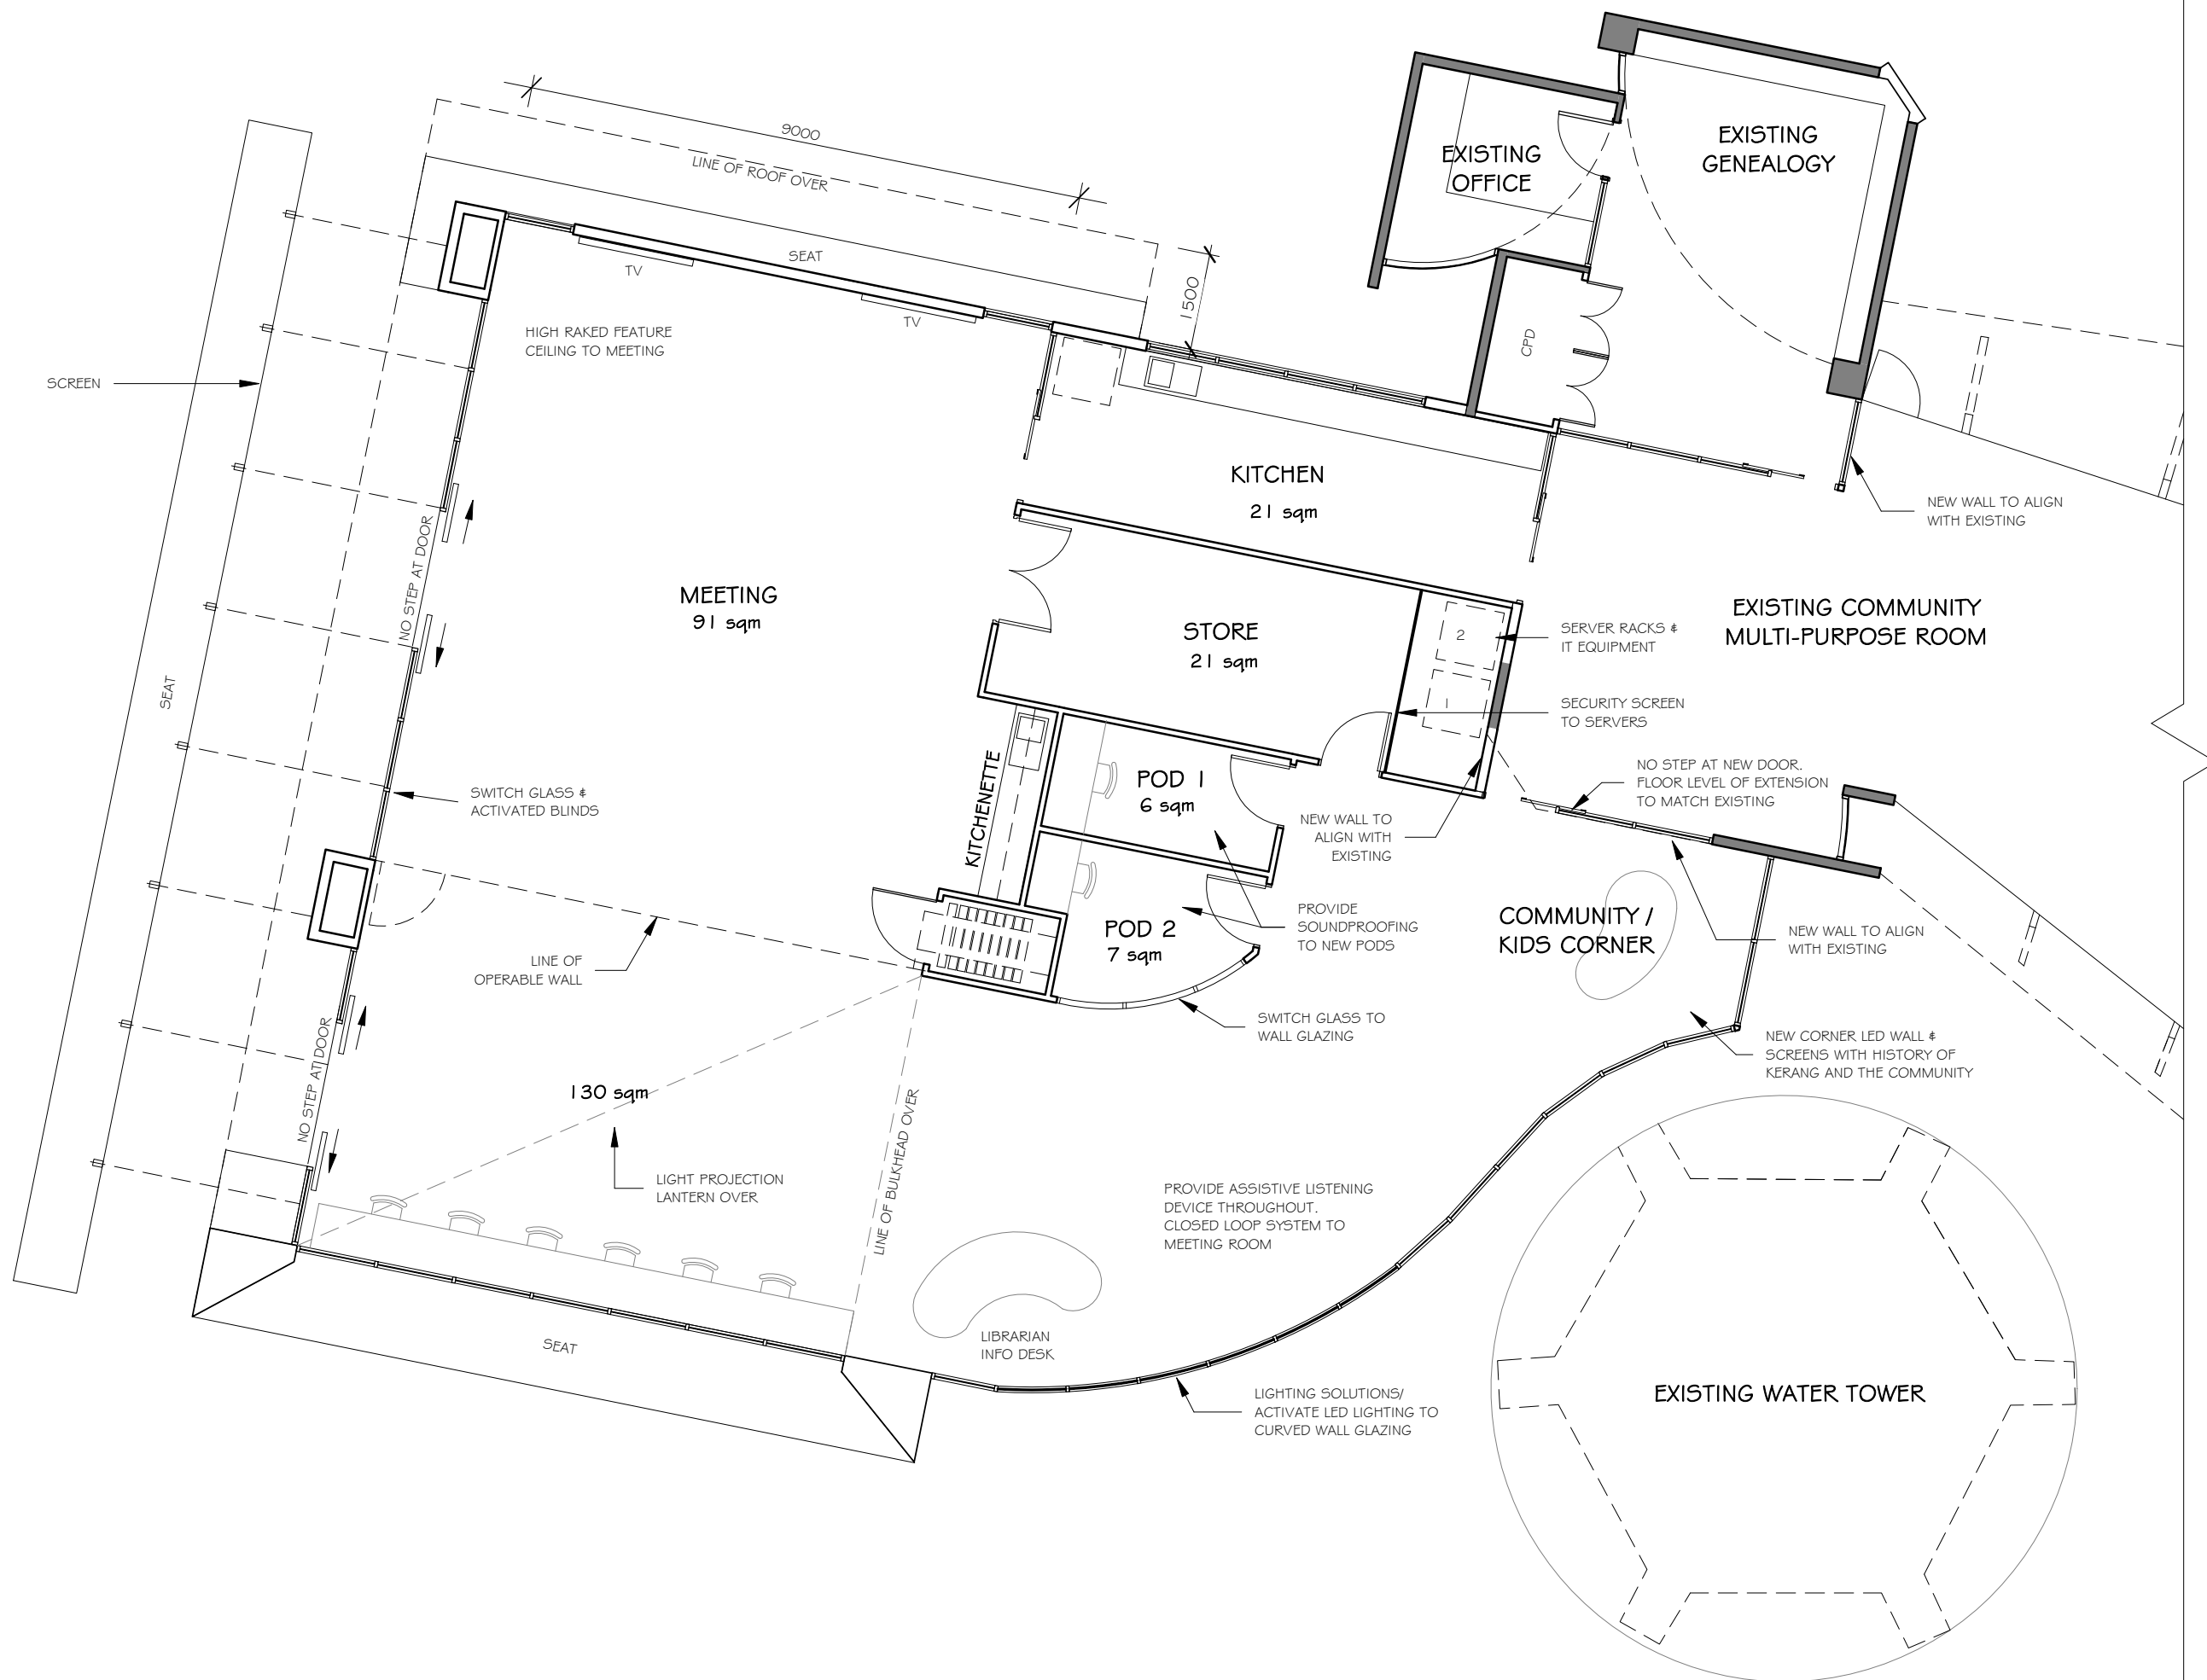 9000
LINE OF ROOF OVER
EXISTING
OFFICE
EXISTING
GENEALOGY
SEAT
TV
TV
1500
CPD
HIGH RAKED FEATURE
CEILING TO MEETING
SCREEN
KITCHEN
21 sqm
NEW WALL TO ALIGN
WITH EXISTING
NO STEP AT DOOR
MEETING
91 sqm
STORE
21 sqm
2
1
SERVER RACKS &
IT EQUIPMENT
EXISTING COMMUNITY
MULTI-PURPOSE ROOM
SEAT
SECURITY SCREEN
TO SERVERS
SWITCH GLASS &
ACTIVATED BLINDS
KITCHENETTE
POD 1
6 sqm
NO STEP AT NEW DOOR.
FLOOR LEVEL OF EXTENSION
TO MATCH EXISTING
NEW WALL TO
ALIGN WITH
EXISTING
POD 2
7 sqm
PROVIDE
SOUNDPROOFING
TO NEW PODS
COMMUNITY /
KIDS CORNER
NEW WALL TO ALIGN
WITH EXISTING
LINE OF
OPERABLE WALL
SWITCH GLASS TO
WALL GLAZING
NEW CORNER LED WALL &
SCREENS WITH HISTORY OF
KERANG AND THE COMMUNITY
NO STEP AT DOOR
130 sqm
LINE OF BULKHEAD OVER
LIGHT PROJECTION
LANTERN OVER
PROVIDE ASSISTIVE LISTENING
DEVICE THROUGHOUT.
CLOSED LOOP SYSTEM TO
MEETING ROOM
SEAT
LIBRARIAN
INFO DESK
LIGHTING SOLUTIONS/
ACTIVATE LED LIGHTING TO
CURVED WALL GLAZING
EXISTING WATER TOWER